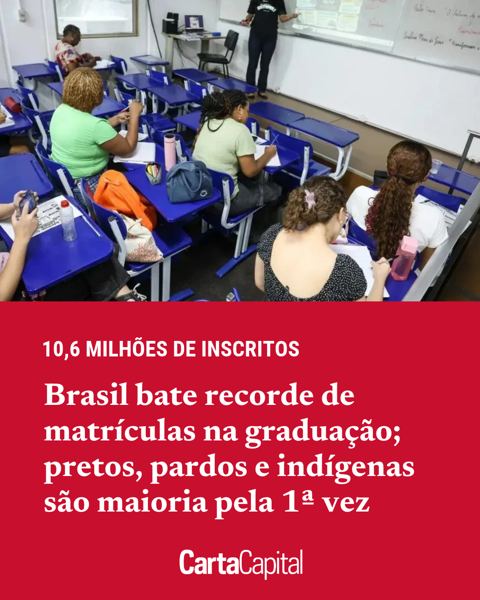 10,6 MILHÕES DE INSCRITOS
Brasil bate recorde de
matrículas na graduação;
pretos, pardos e indígenas
são maioria pela 1ª vez
CartaCapital